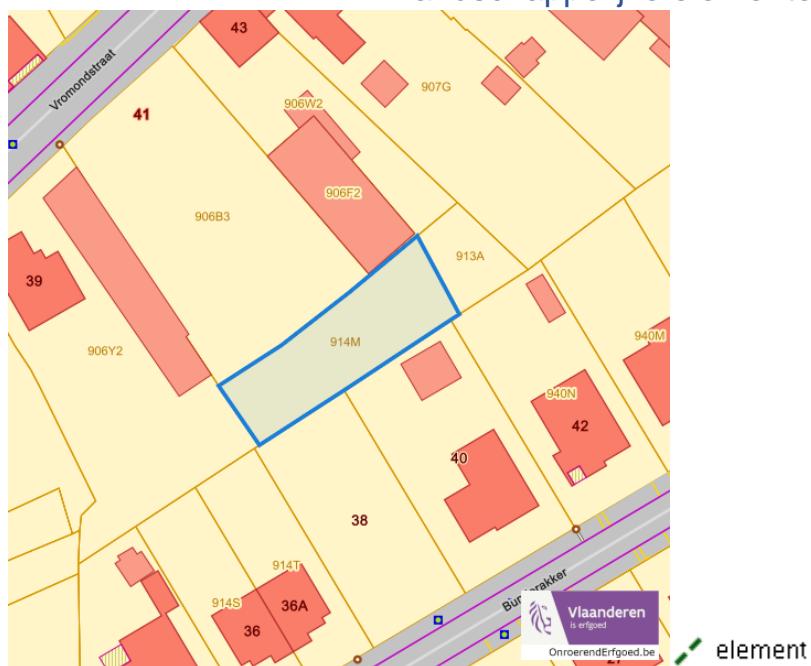 43
Vromondstraat
41
906W2
907G
906F2
906B3
913A
39
914M
940M
906Y2
940N
42
40
38
914T
914S
36A
36
Vlaanderen
is erfgoed
OnroerendErfgoed.be
element
27